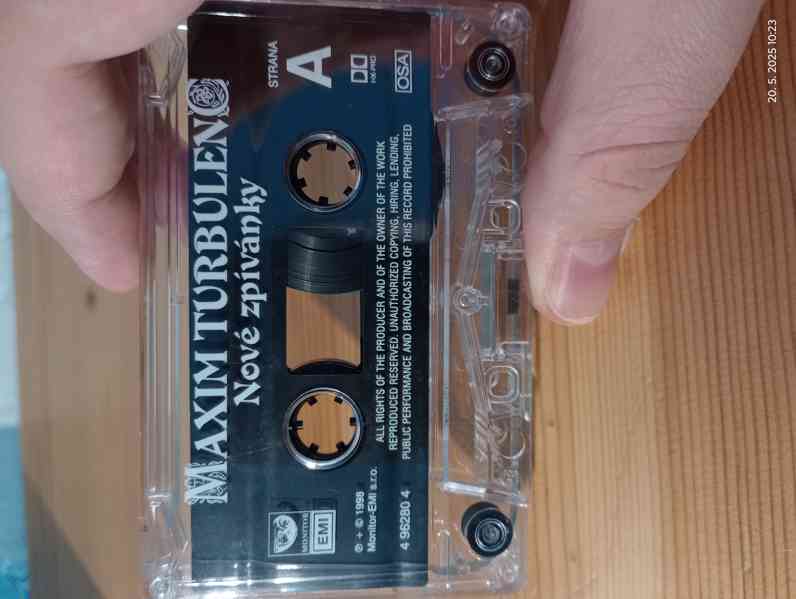 MAXIM TURBULENC
Nové zpívánky
STRANA
A
HX-PRO
OSA
MONITOR
EMI
ALL RIGHTS OF THE PRODUCER AND OF THE OWNER OF THE WORK
REPRODUCED RESERVED. UNAUTHORIZED COPYING, HIRING, LENDING,
PUBLIC PERFORMANCE AND BROADCASTING OF THIS RECORD PROHIBITED
℗ + © 1998
Monitor-EMI s.r.o.
4 96280 4
20. 5. 2025 10:23